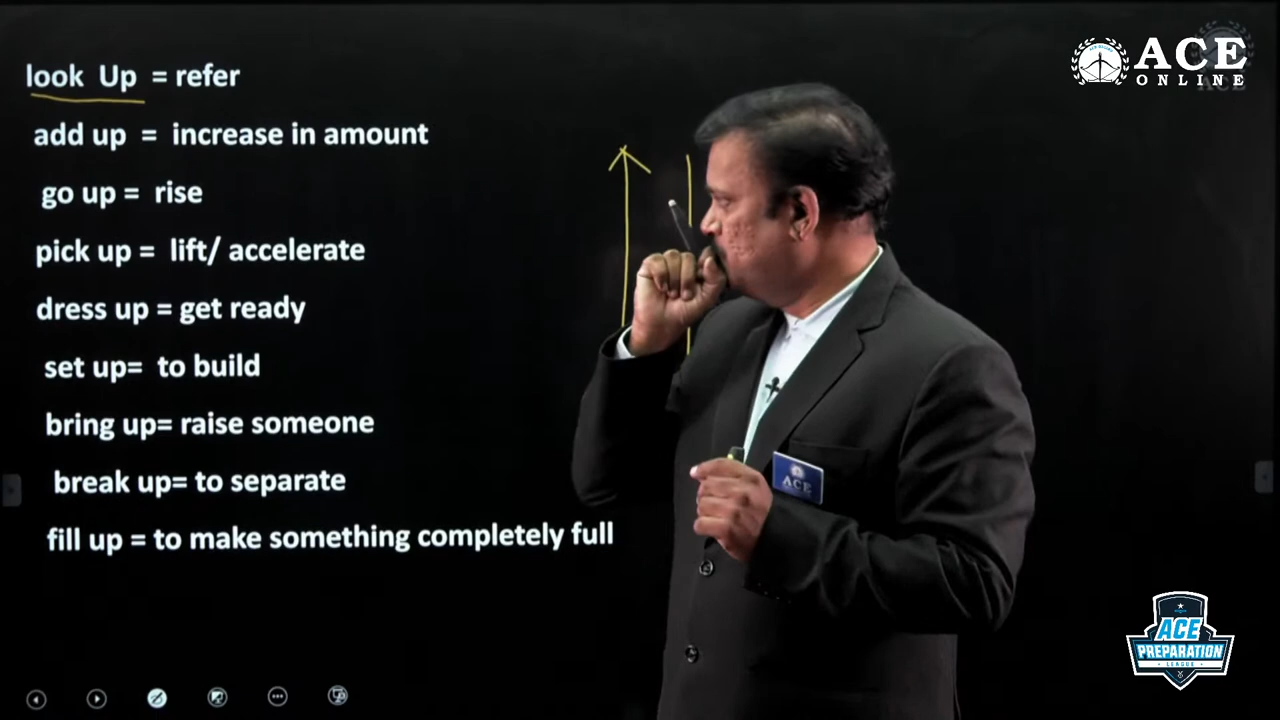 look Up = refer
add up = increase in amount
go up = rise
pick up = lift/ accelerate
dress up = get ready
set up= to build
bring up= raise someone
break up= to separate
fill up = to make something completely full
ACE
ONLINE
ACE
ACE
ACE
PREPARATION
LEAGUE